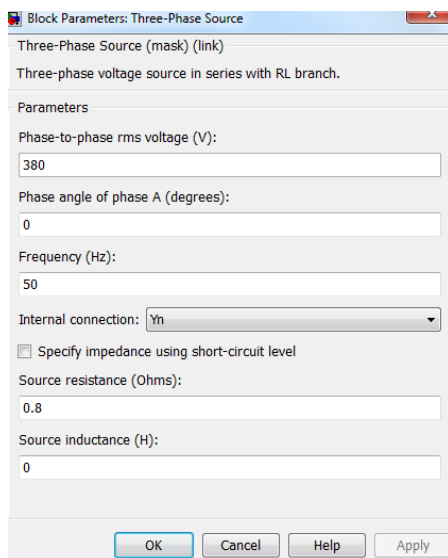 Block Parameters: Three-Phase Source
Three-Phase Source (mask) (link)
Three-phase voltage source in series with RL branch.
Parameters
Phase-to-phase rms voltage (V):
380
Phase angle of phase A (degrees):
0
Frequency (Hz):
50
Internal connection: Yn
Specify impedance using short-circuit level
Source resistance (Ohms):
0.8
Source inductance (H):
0
OK Cancel Help Apply